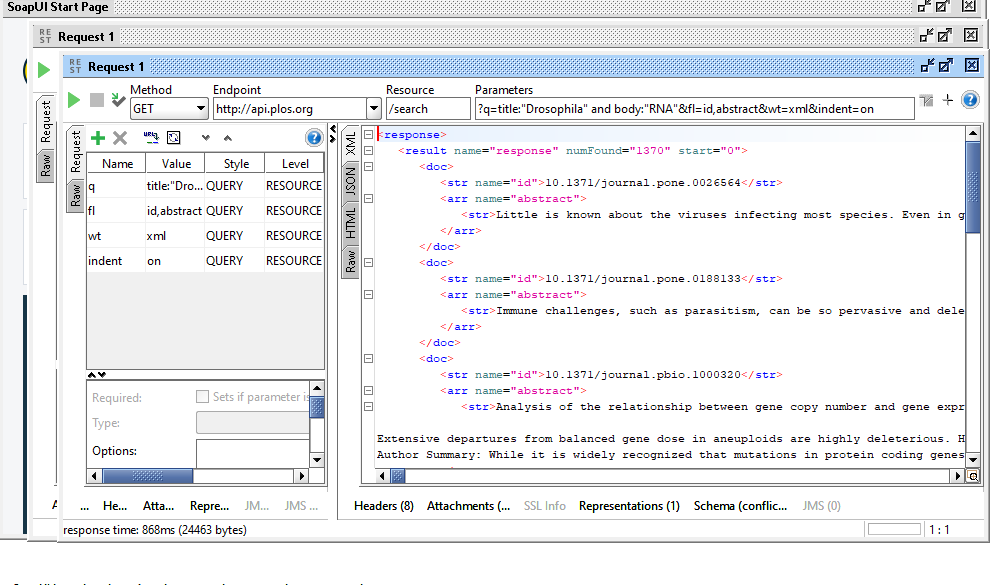 SoapUI Start Page
REST Request 1
REST Request 1
Method Endpoint Resource Parameters
GET http://api.plos.org /search ?q=title:"Drosophila" and body:"RNA"&fl=id,abstract&wt=xml&indent=on
Request
Raw
Request
Raw
Name Value Style Level
q title:"Dro... QUERY RESOURCE
fl id,abstract QUERY RESOURCE
wt xml QUERY RESOURCE
indent on QUERY RESOURCE
Required: Sets if parameter is
Type:
Options:
XML
JSON
HTML
Raw
<response>
<result name="response" numFound="1370" start="0">
<doc>
<str name="id">10.1371/journal.pone.0026564</str>
<arr name="abstract">
<str>Little is known about the viruses infecting most species. Even in g
</arr>
</doc>
<doc>
<str name="id">10.1371/journal.pone.0188133</str>
<arr name="abstract">
<str>Immune challenges, such as parasitism, can be so pervasive and dele
</arr>
</doc>
<doc>
<str name="id">10.1371/journal.pbio.1000320</str>
<arr name="abstract">
<str>Analysis of the relationship between gene copy number and gene expr
Extensive departures from balanced gene dose in aneuploids are highly deleterious. H
Author Summary: While it is widely recognized that mutations in protein coding genes
A ... He... Atta... Repre... JM... JMS ...
Headers (8) Attachments (... SSL Info Representations (1) Schema (conflic... JMS (0)
response time: 868ms (24463 bytes)
1 : 1